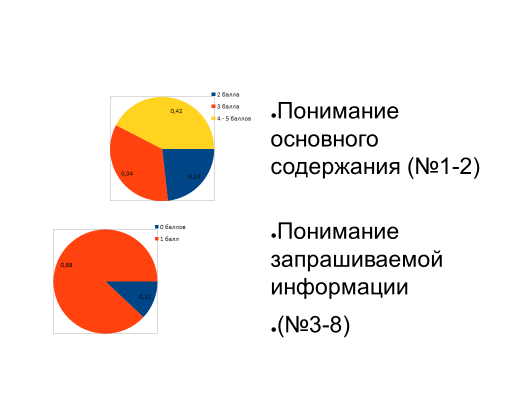 2 балла
3 балла
4 - 5 баллов
0,42
0,34
0,23
●Понимание
основного
содержания (№1-2)
0 баллов
1 балл
0,88
0,12
●Понимание
запрашиваемой
информации
●(№3-8)